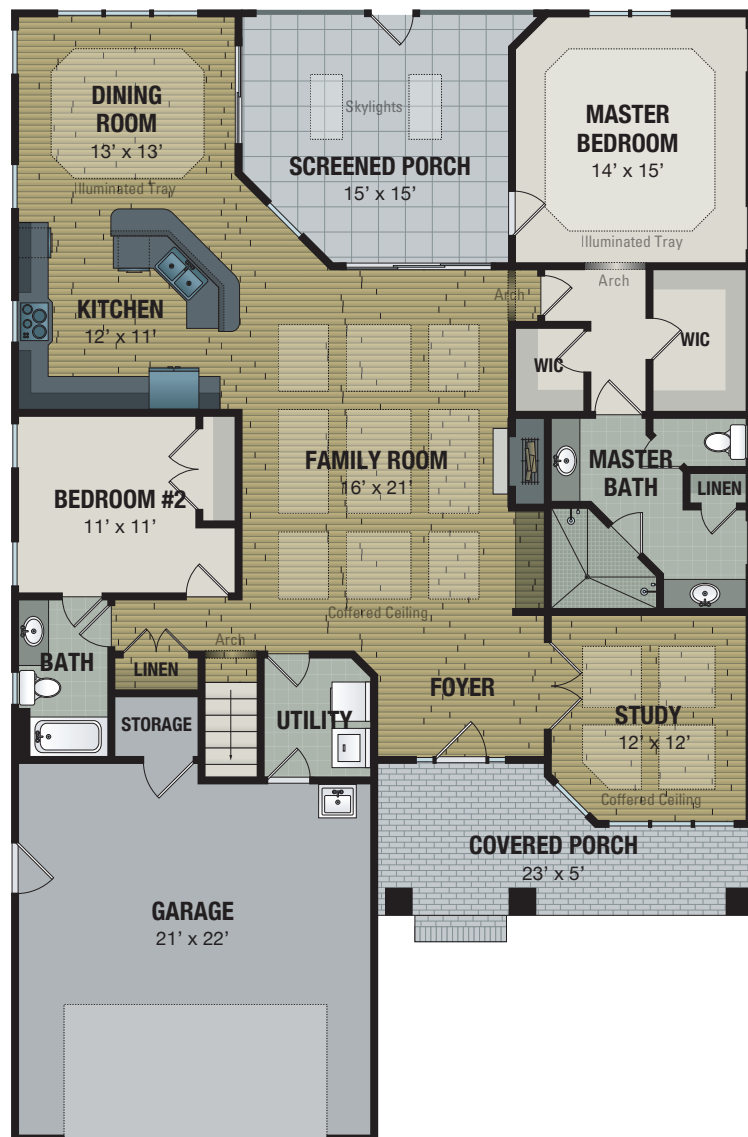 DINING
ROOM
13’ x 13’
Illuminated Tray
Skylights
SCREENED PORCH
15’ x 15’
MASTER
BEDROOM
14’ x 15’
Illuminated Tray
KITCHEN
12’ x 11’
Arch
Arch
WIC
WIC
FAMILY ROOM
16’ x 21’
Coffered Ceiling
BEDROOM #2
11’ x 11’
MASTER
BATH
LINEN
BATH
LINEN
Arch
STORAGE
UTILITY
FOYER
STUDY
12’ x 12’
Coffered Ceiling
COVERED PORCH
23’ x 5’
GARAGE
21’ x 22’